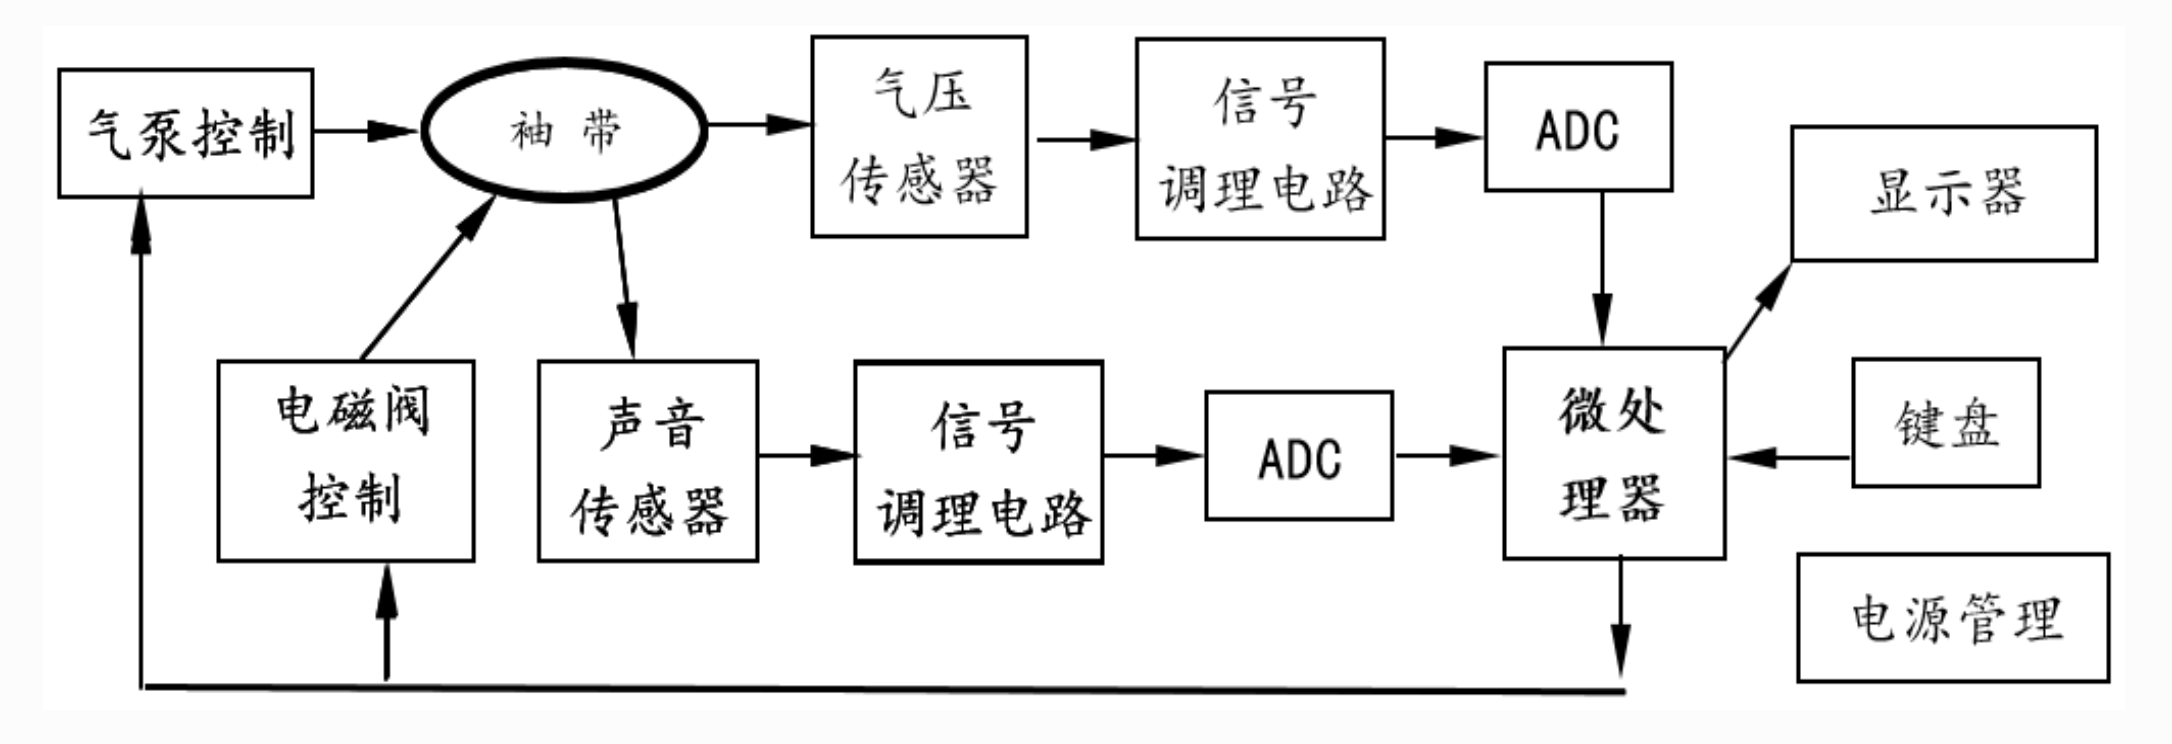 气泵控制
袖带
气压
传感器
信号
调理电路
ADC
显示器
电磁阀
控制
声音
传感器
信号
调理电路
ADC
微处
理器
键盘
电源管理